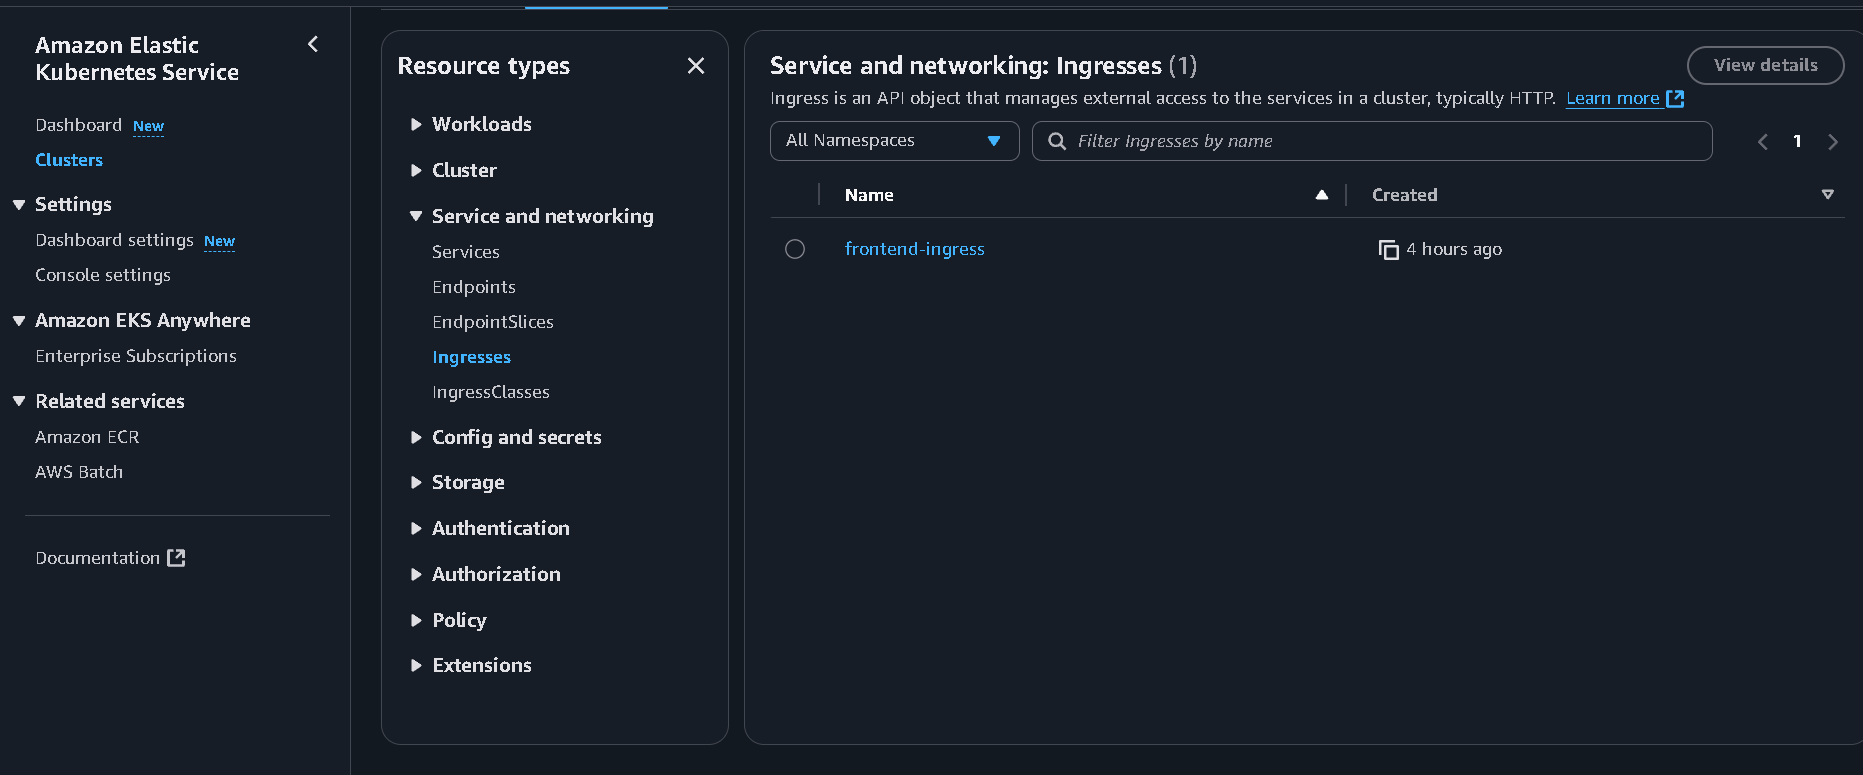 Amazon Elastic
Kubernetes Service
Dashboard New
Clusters
Settings
Dashboard settings New
Console settings
Amazon EKS Anywhere
Enterprise Subscriptions
Related services
Amazon ECR
AWS Batch
Documentation
Resource types
Workloads
Cluster
Service and networking
Services
Endpoints
EndpointSlices
Ingresses
IngressClasses
Config and secrets
Storage
Authentication
Authorization
Policy
Extensions
Service and networking: Ingresses (1)
View details
Ingress is an API object that manages external access to the services in a cluster, typically HTTP. Learn more
All Namespaces
Filter Ingresses by name
1
Name Created
frontend-ingress 4 hours ago